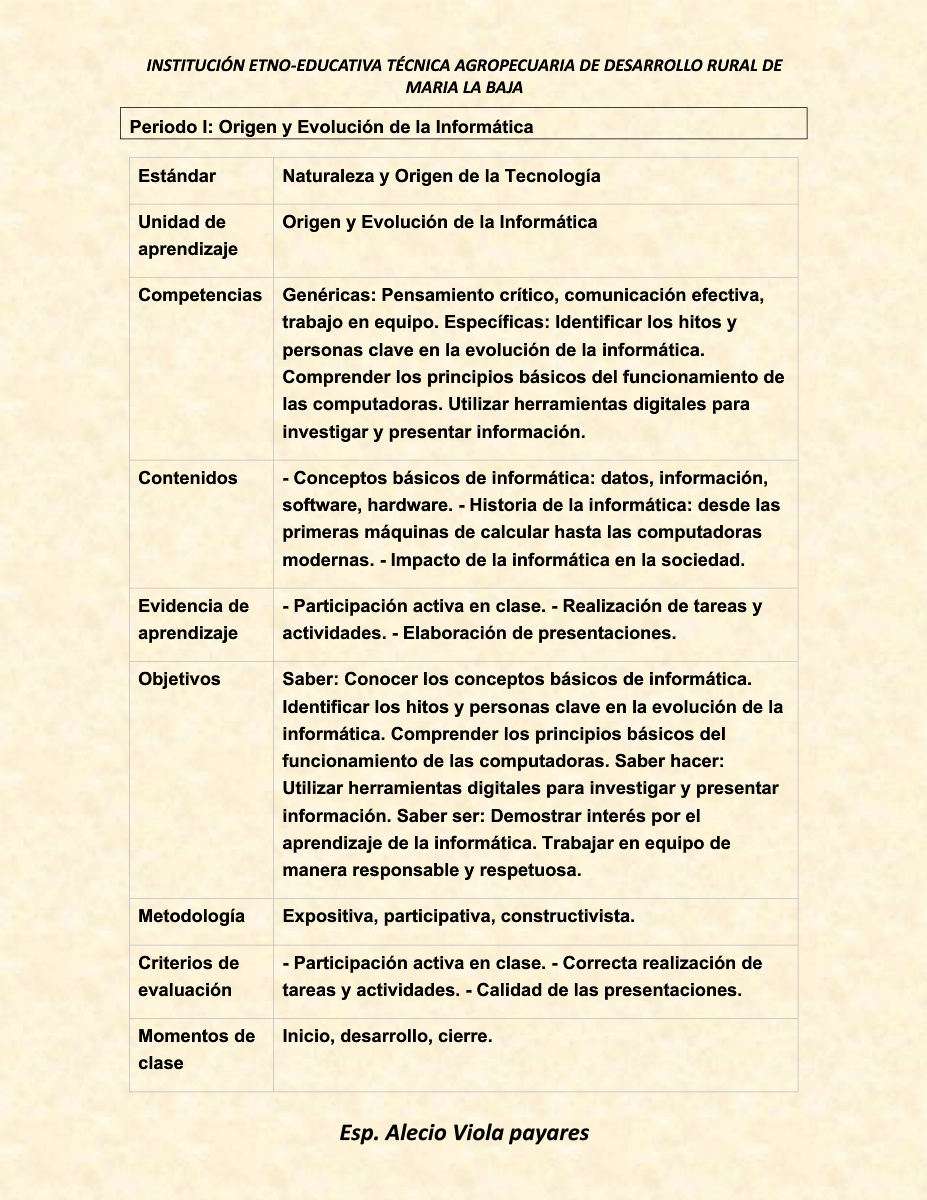 INSTITUCIÓN ETNO-EDUCATIVA TÉCNICA AGROPECUARIA DE DESARROLLO RURAL DE
MARIA LA BAJA
Periodo I: Origen y Evolución de la Informática
Estándar
Naturaleza y Origen de la Tecnología
Unidad de
aprendizaje
Origen y Evolución de la Informática
Competencias
Genéricas: Pensamiento crítico, comunicación efectiva,
trabajo en equipo. Específicas: Identificar los hitos y
personas clave en la evolución de la informática.
Comprender los principios básicos del funcionamiento de
las computadoras. Utilizar herramientas digitales para
investigar y presentar información.
Contenidos
- Conceptos básicos de informática: datos, información,
software, hardware. - Historia de la informática: desde las
primeras máquinas de calcular hasta las computadoras
modernas. - Impacto de la informática en la sociedad.
Evidencia de
aprendizaje
- Participación activa en clase. - Realización de tareas y
actividades. - Elaboración de presentaciones.
Objetivos
Saber: Conocer los conceptos básicos de informática.
Identificar los hitos y personas clave en la evolución de la
informática. Comprender los principios básicos del
funcionamiento de las computadoras. Saber hacer:
Utilizar herramientas digitales para investigar y presentar
información. Saber ser: Demostrar interés por el
aprendizaje de la informática. Trabajar en equipo de
manera responsable y respetuosa.
Metodología
Expositiva, participativa, constructivista.
Criterios de
evaluación
- Participación activa en clase. - Correcta realización de
tareas y actividades. - Calidad de las presentaciones.
Momentos de
clase
Inicio, desarrollo, cierre.
Esp. Alecio Viola payares